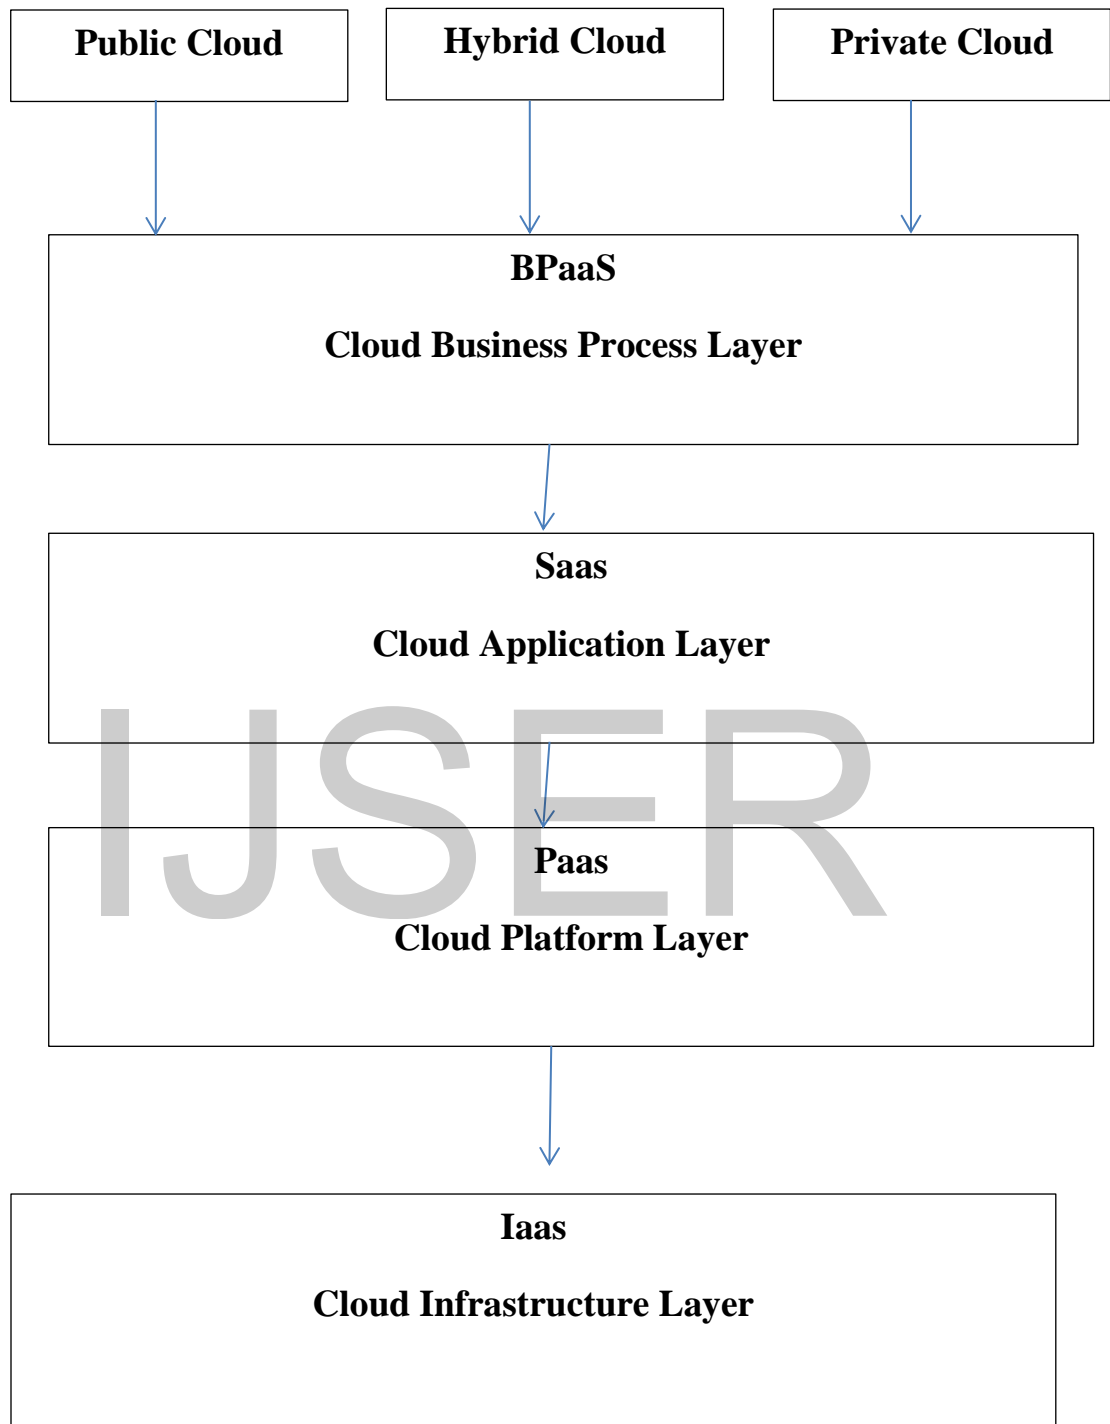 Public Cloud
Hybrid Cloud
Private Cloud
BPaaS
Cloud Business Process Layer
Saas
Cloud Application Layer
IJSER
Paas
Cloud Platform Layer
Iaas
Cloud Infrastructure Layer